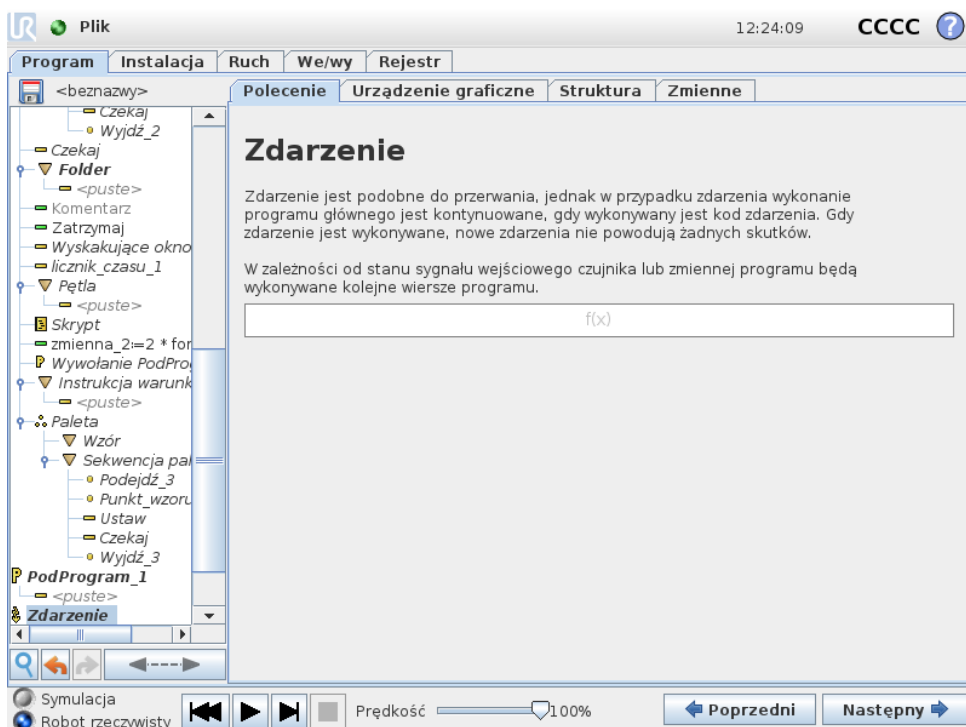 Plik
12:24:09
CCCC
?
Program Instalacja Ruch We/wy Rejestr
<beznazwy>
Polecenie Urządzenie graficzne Struktura Zmienne
Czekaj
Wyjdź_2
Czekaj
Folder
<puste>
Komentarz
Zatrzymaj
Wyskakujące okno
licznik_czasu_1
Pętla
<puste>
Skrypt
zmienna_2:=2 * for
Wywołanie PodPro
Instrukcja warunk
<puste>
Paleta
Wzór
Sekwencja pal
Podejdź_3
Punkt_wzoru
Ustaw
Czekaj
Wyjdź_3
PodProgram_1
<puste>
Zdarzenie
Zdarzenie
Zdarzenie jest podobne do przerwania, jednak w przypadku zdarzenia wykonanie
programu głównego jest kontynuowane, gdy wykonywany jest kod zdarzenia. Gdy
zdarzenie jest wykonywane, nowe zdarzenia nie powodują żadnych skutków.
W zależności od stanu sygnału wejściowego czujnika lub zmiennej programu będą
wykonywane kolejne wiersze programu.
f(x)
Symulacja
Robot rzeczywisty
Prędkość 100%
Poprzedni
Następny